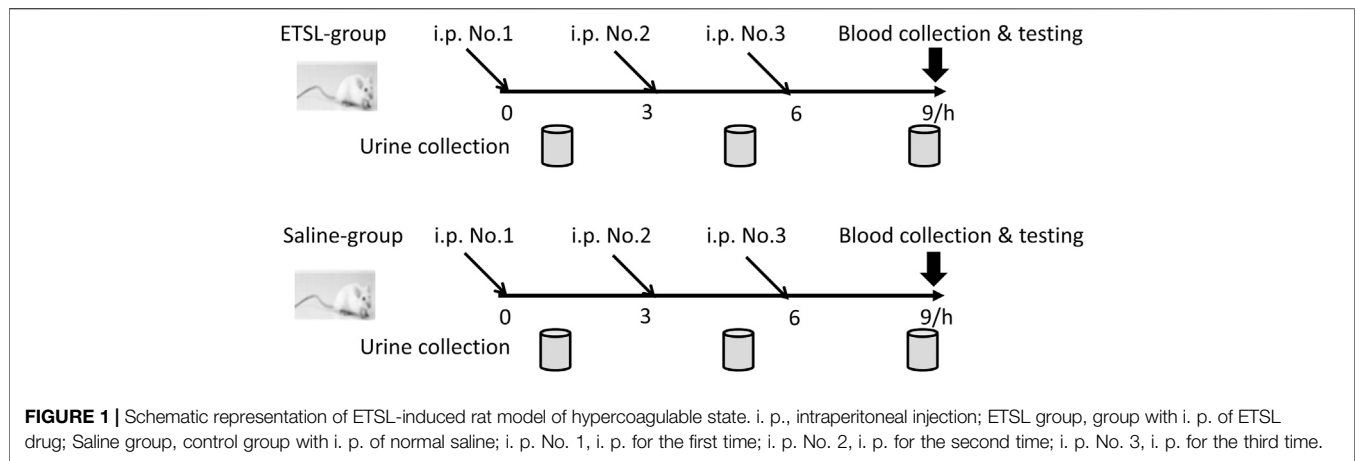 ETSL-group i.p. No.1 i.p. No.2 i.p. No.3 Blood collection & testing
0 3 6 9/h
Urine collection
Saline-group i.p. No.1 i.p. No.2 i.p. No.3 Blood collection & testing
0 3 6 9/h
Urine collection
FIGURE 1 | Schematic representation of ETSL-induced rat model of hypercoagulable state. i. p., intraperitoneal injection; ETSL group, group with i. p. of ETSL
drug; Saline group, control group with i. p. of normal saline; i. p. No. 1, i. p. for the first time; i. p. No. 2, i. p. for the second time; i. p. No. 3, i. p. for the third time.